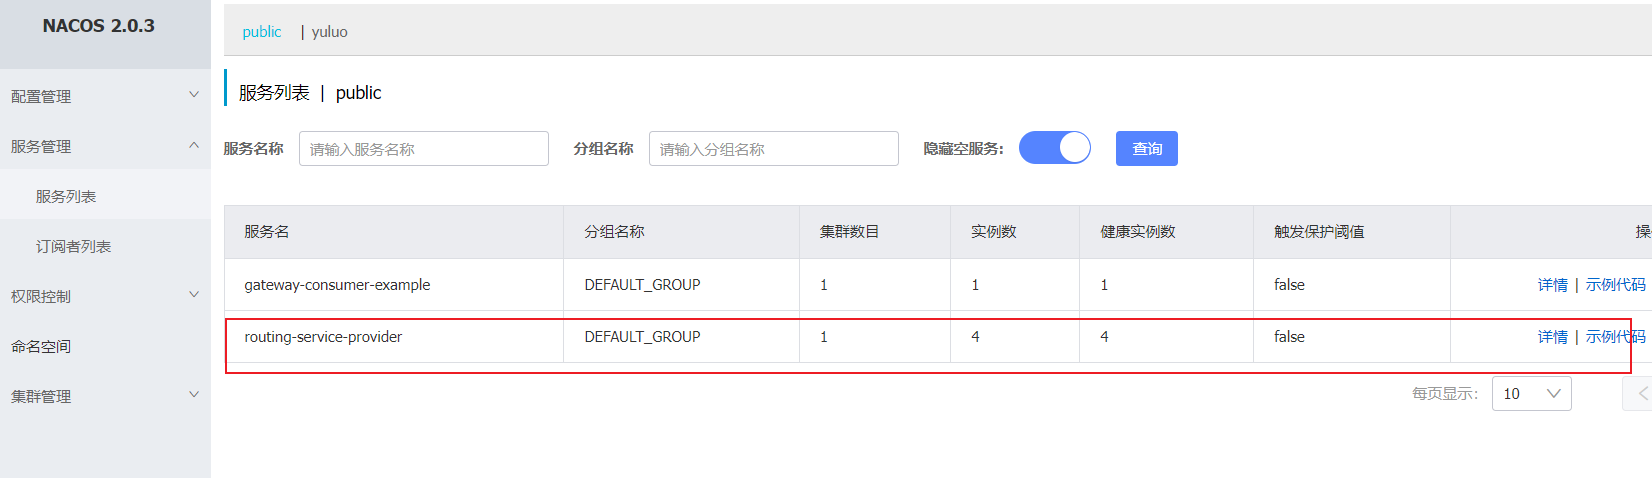 NACOS 2.0.3
public | yuluo
配置管理
服务管理
服务列表
订阅者列表
权限控制
命名空间
集群管理
服务列表 | public
服务名称 请输入服务名称 分组名称 请输入分组名称 隐藏空服务: 查询
服务名 分组名称 集群数目 实例数 健康实例数 触发保护阈值 操
gateway-consumer-example DEFAULT_GROUP 1 1 1 false 详情 | 示例代码
routing-service-provider DEFAULT_GROUP 1 4 4 false 详情 | 示例代码
每页显示: 10